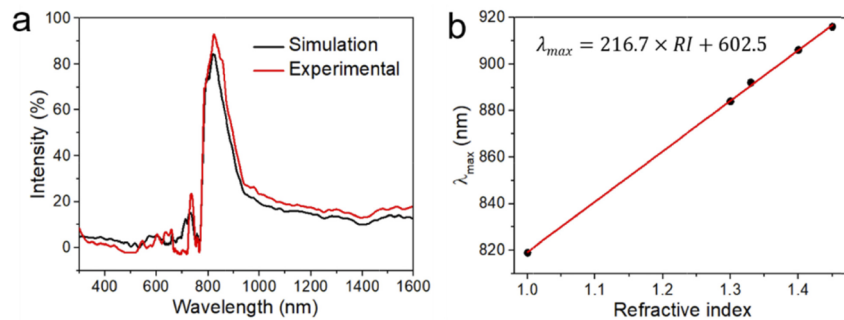 a
100
80
60
40
20
0
Intensity (%)
Simulation
Experimental
400 600 800 1000 1200 1400 1600
Wavelength (nm)
b
920
900
880
860
840
820
λmax (nm)
λmax = 216.7 × RI + 602.5
1.0 1.1 1.2 1.3 1.4
Refractive index